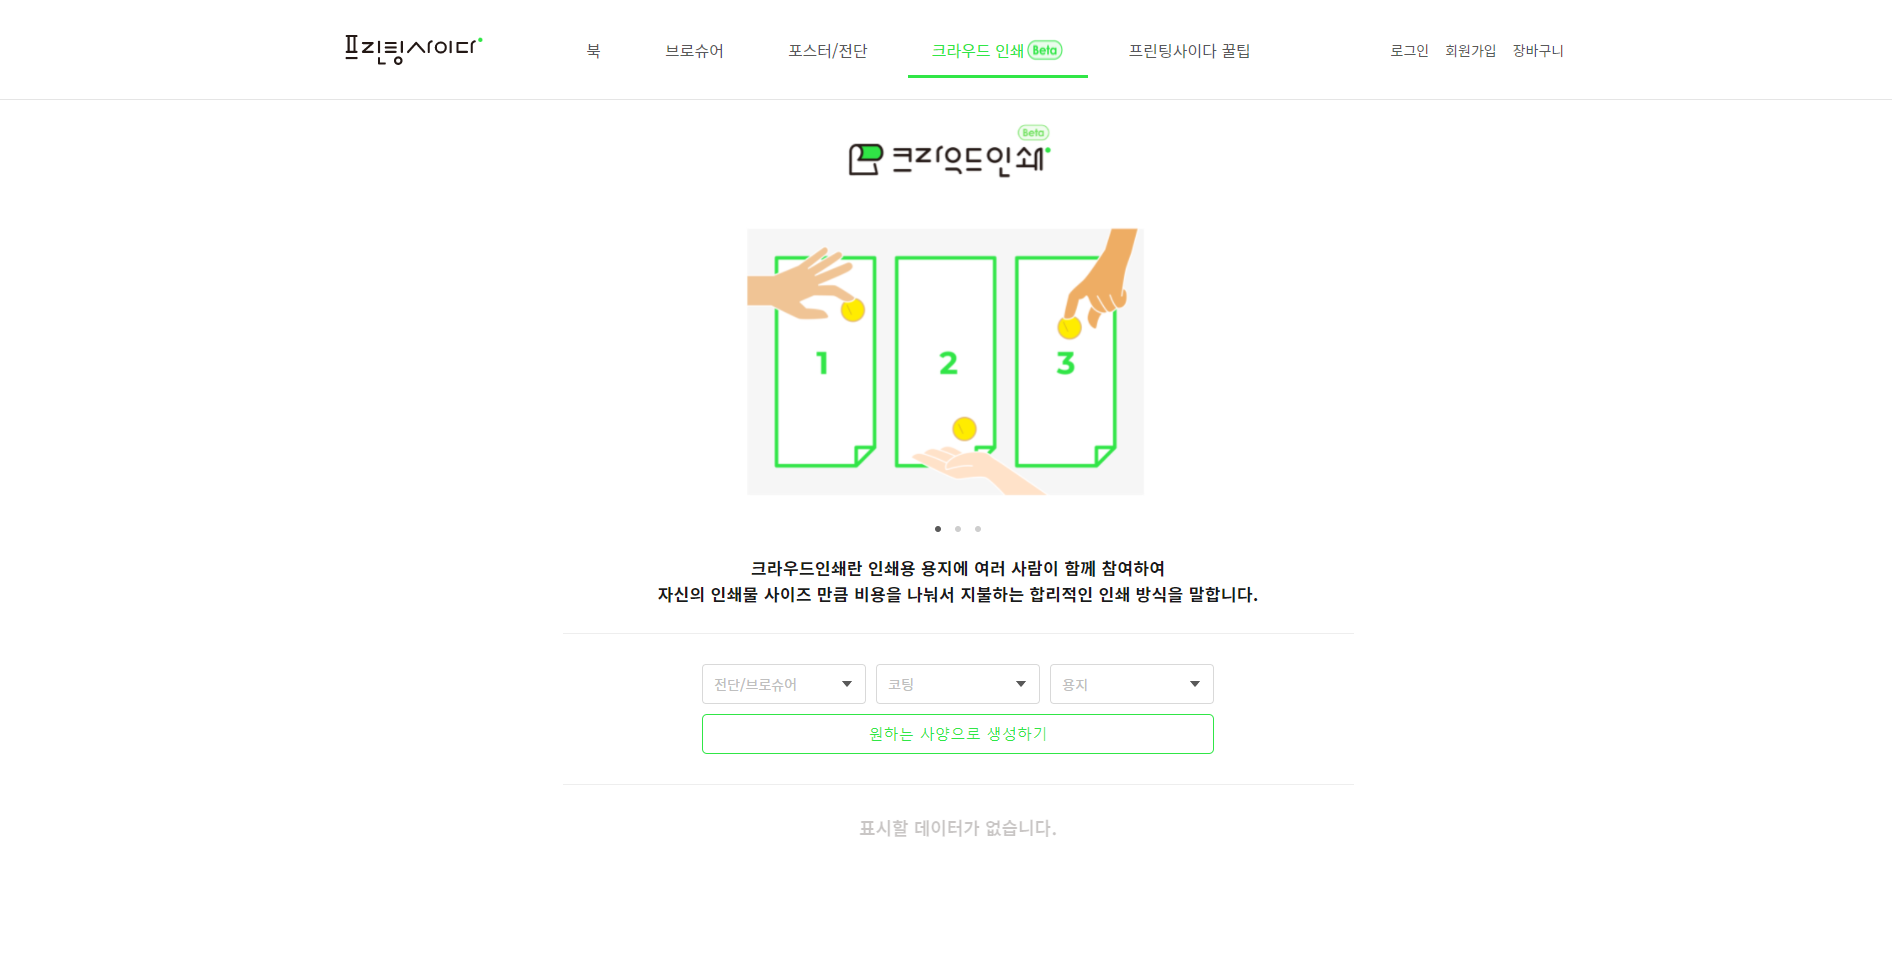 프린팅사이다
북
브로슈어
포스터/전단
크라우드 인쇄 Beta
프린팅사이다 꿀팁
로그인
회원가입
장바구니
Beta
크라우드인쇄
1
2
3
크라우드인쇄란 인쇄용 용지에 여러 사람이 함께 참여하여
자신의 인쇄물 사이즈 만큼 비용을 나눠서 지불하는 합리적인 인쇄 방식을 말합니다.
전단/브로슈어
코팅
용지
원하는 사양으로 생성하기
표시할 데이터가 없습니다.